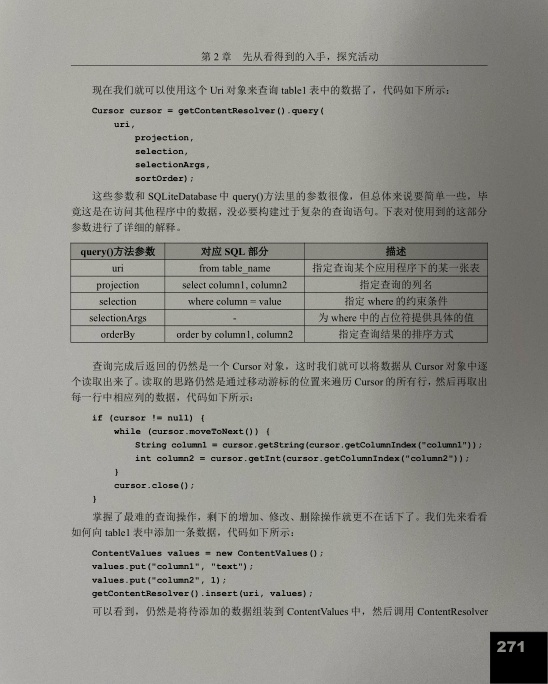 第 2 章 先从看得到的入手，探究活动
现在我们就可以使用这个 Uri 对象来查询 table1 表中的数据了，代码如下所示：
Cursor cursor = getContentResolver().query(
uri,
projection,
selection,
selectionArgs,
sortOrder);
这些参数和 SQLiteDatabase 中 query()方法里的参数很像，但总体来说要简单一些，毕
竟这是在访问其他程序中的数据，没必要构建过于复杂的查询语句。下表对使用到的这部分
参数进行了详细的解释。
query()方法参数 对应 SQL 部分 描述
uri from table_name 指定查询某个应用程序下的某一张表
projection select column1, column2 指定查询的列名
selection where column = value 指定 where 的约束条件
selectionArgs - 为 where 中的占位符提供具体的值
orderBy order by column1, column2 指定查询结果的排序方式
查询完成后返回的仍然是一个 Cursor 对象，这时我们就可以将数据从 Cursor 对象中逐
个读取出来了。读取的思路仍然是通过移动游标的位置来遍历 Cursor 的所有行，然后再取出
每一行中相应列的数据，代码如下所示：
if (cursor != null) {
while (cursor.moveToNext()) {
String column1 = cursor.getString(cursor.getColumnIndex("column1"));
int column2 = cursor.getInt(cursor.getColumnIndex("column2"));
}
cursor.close();
}
掌握了最难的查询操作，剩下的增加、修改、删除操作就更不在话下了。我们先来看看
如何向 table1 表中添加一条数据，代码如下所示：
ContentValues values = new ContentValues();
values.put("column1", "text");
values.put("column2", 1);
getContentResolver().insert(uri, values);
可以看到，仍然是将待添加的数据组装到 ContentValues 中，然后调用 ContentResolver
271